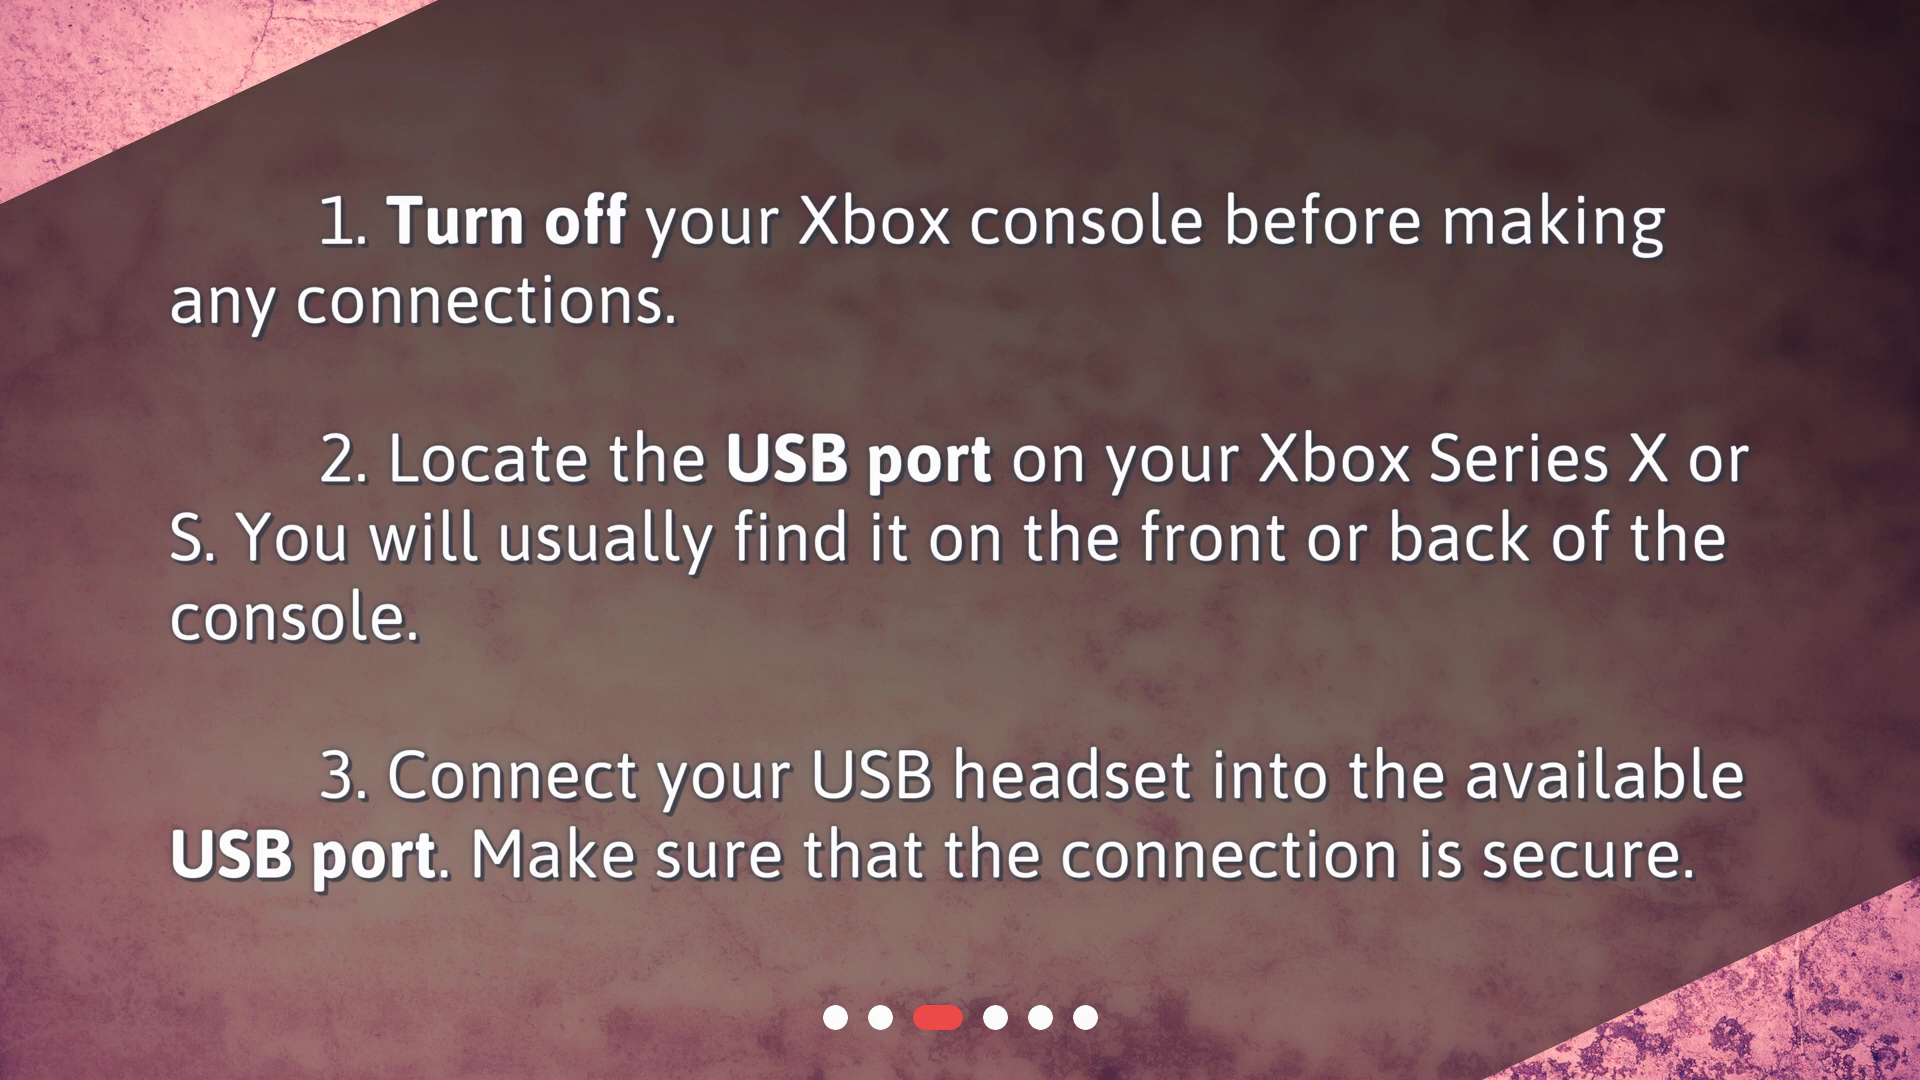 1. Turn off your Xbox console before making
any connections.
2. Locate the USB port on your Xbox Series X or
S. You will usually find it on the front or back of the
console.
3. Connect your USB headset into the available
USB port. Make sure that the connection is secure.